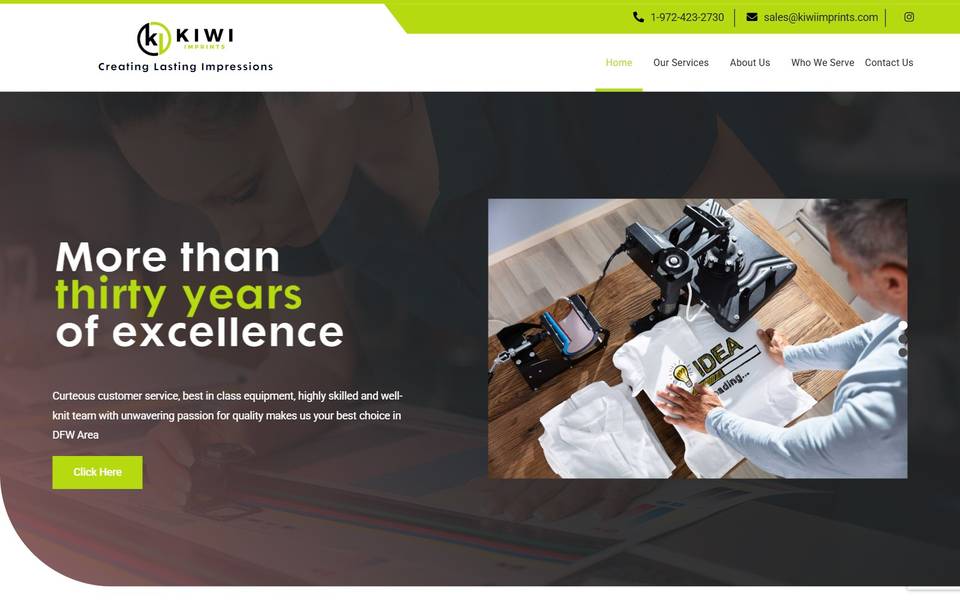 1-972-423-2730
sales@kiwiimprints.com
KIWI
IMPRINTS
Creating Lasting Impressions
Home
Our Services
About Us
Who We Serve
Contact Us
More than
thirty years
of excellence
Curteous customer service, best in class equipment, highly skilled and well-
knit team with unwavering passion for quality makes us your best choice in
DFW Area
Click Here
IDEA